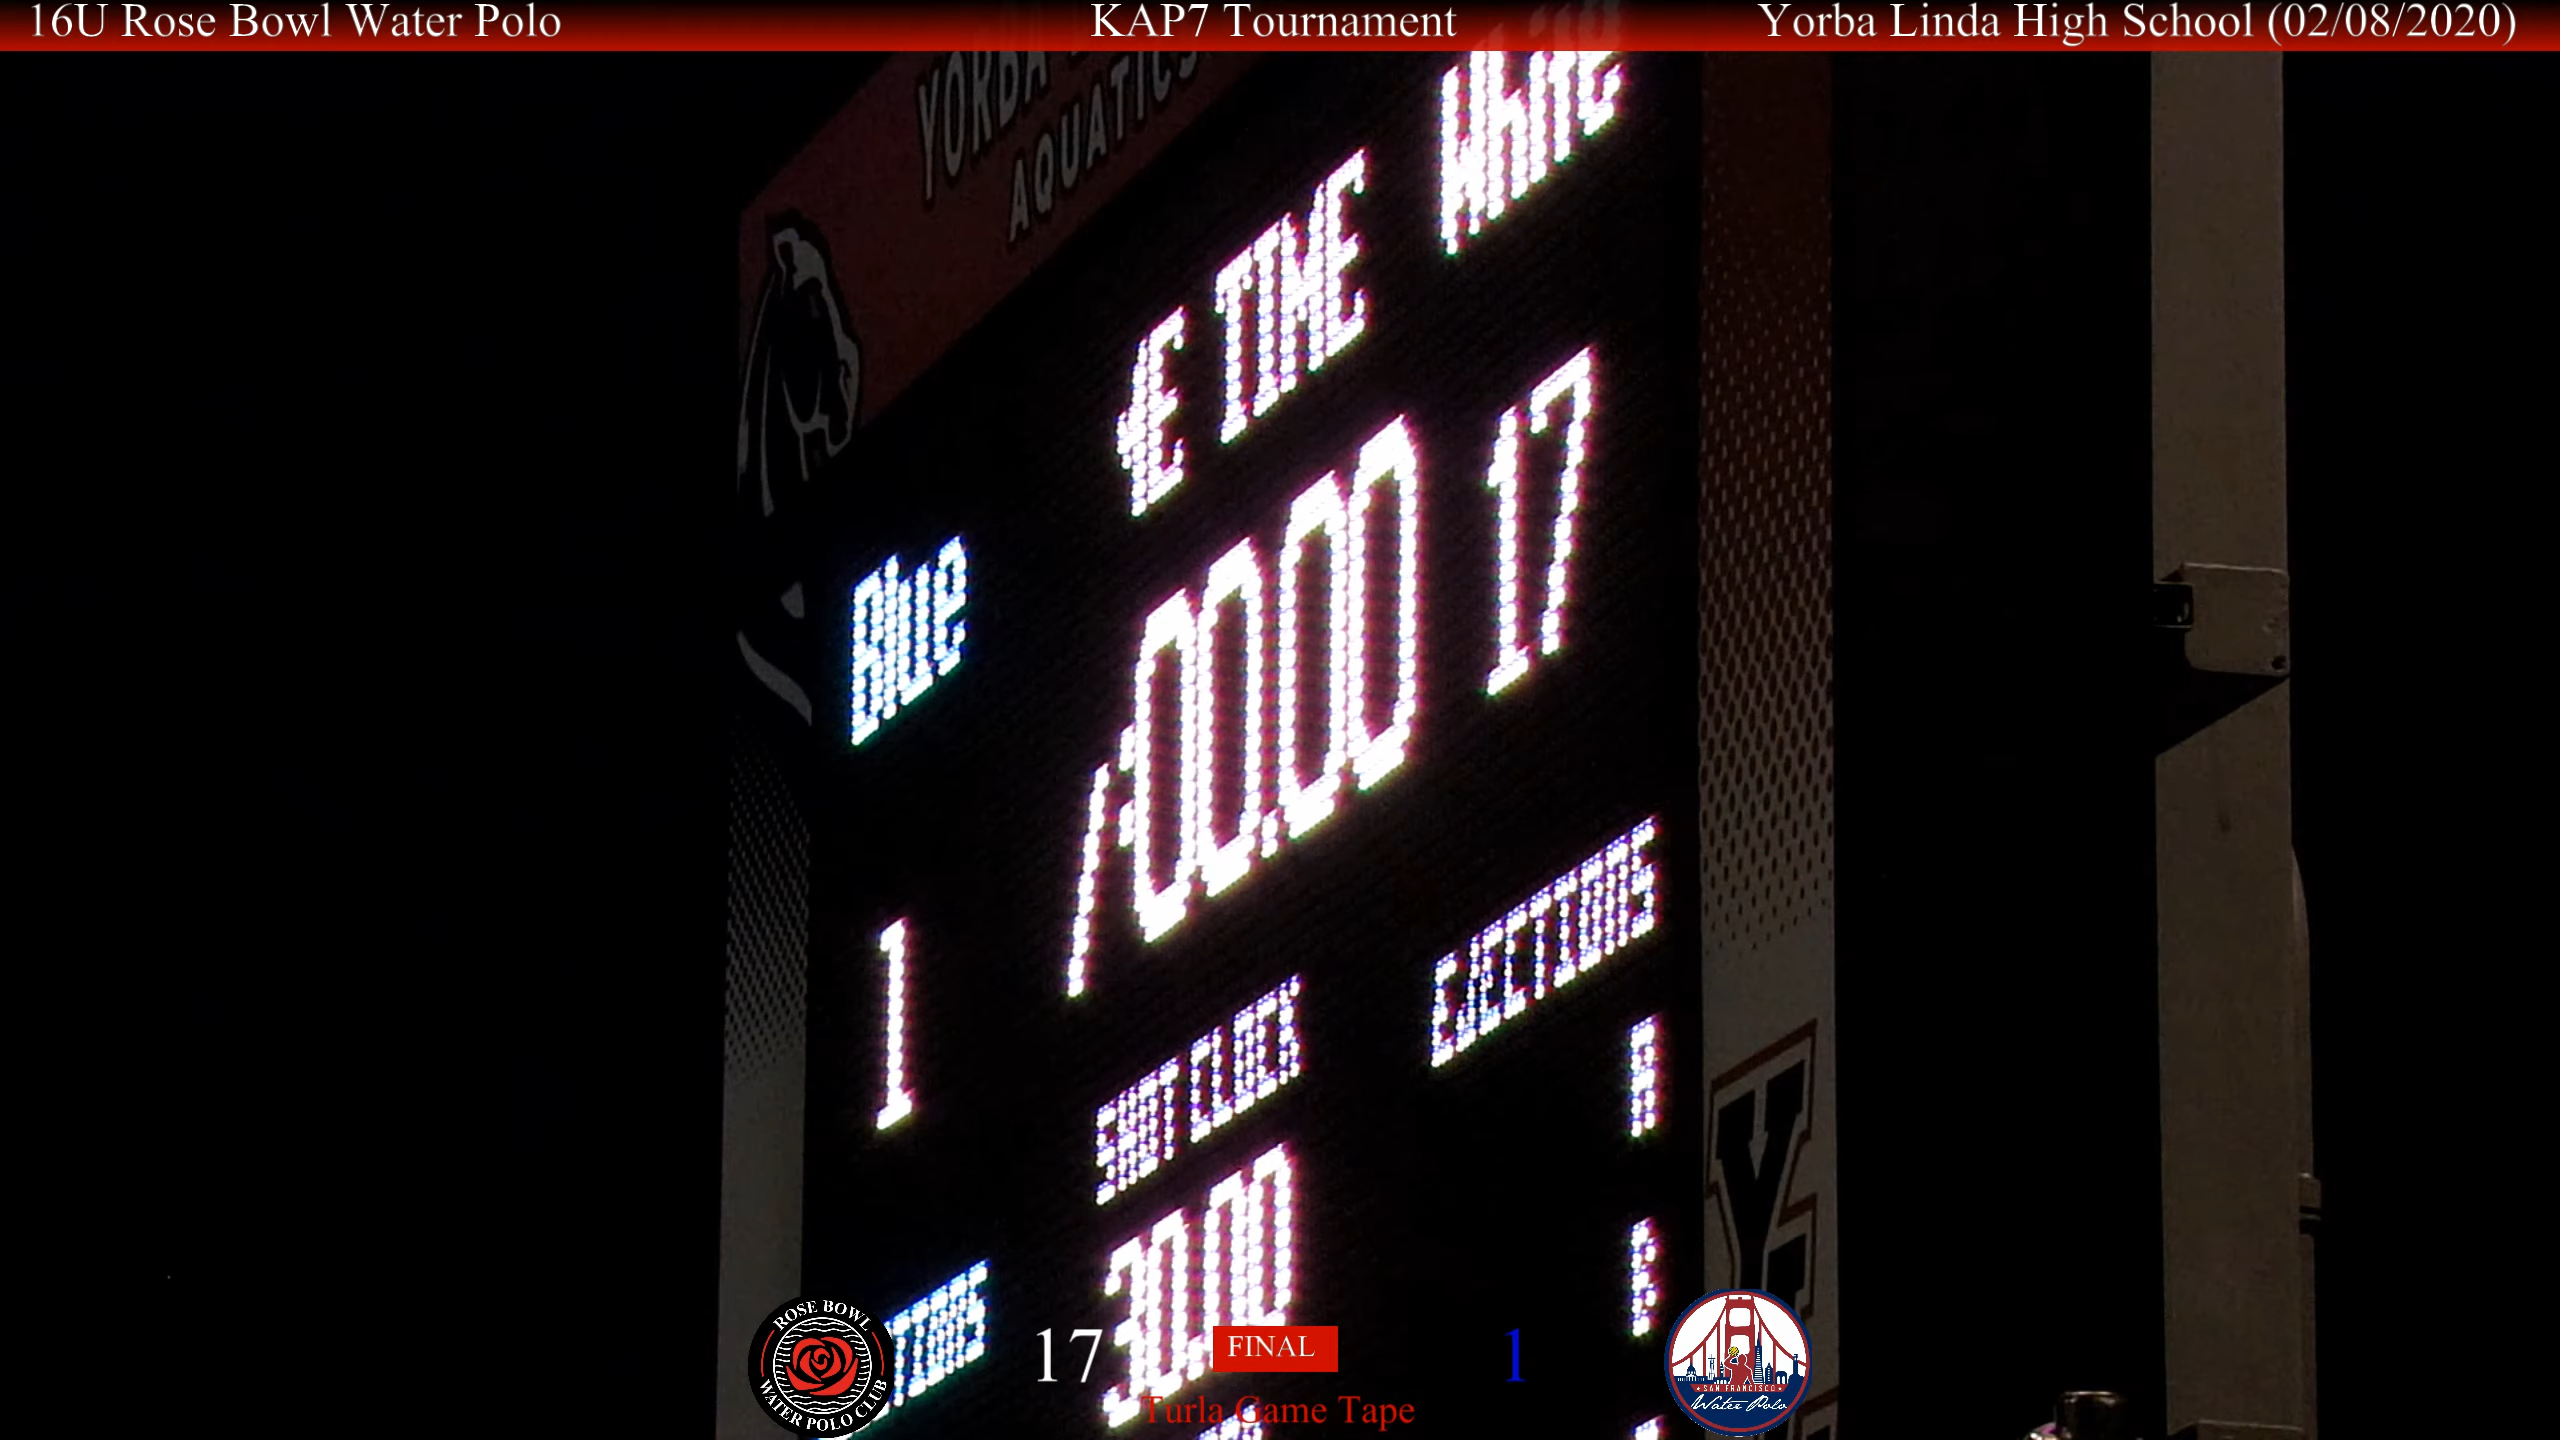 16U Rose Bowl Water Polo
KAP7 Tournament
Yorba Linda High School (02/08/2020)
AQUATICS
White
TIME
Blue
00.00
17
1
EJECTIONS
SHOT CLOCK
30.00
ROSE BOWL
WATER POLO CLUB
17
FINAL
1
SAN FRANCISCO
Water Polo
Turla Game Tape